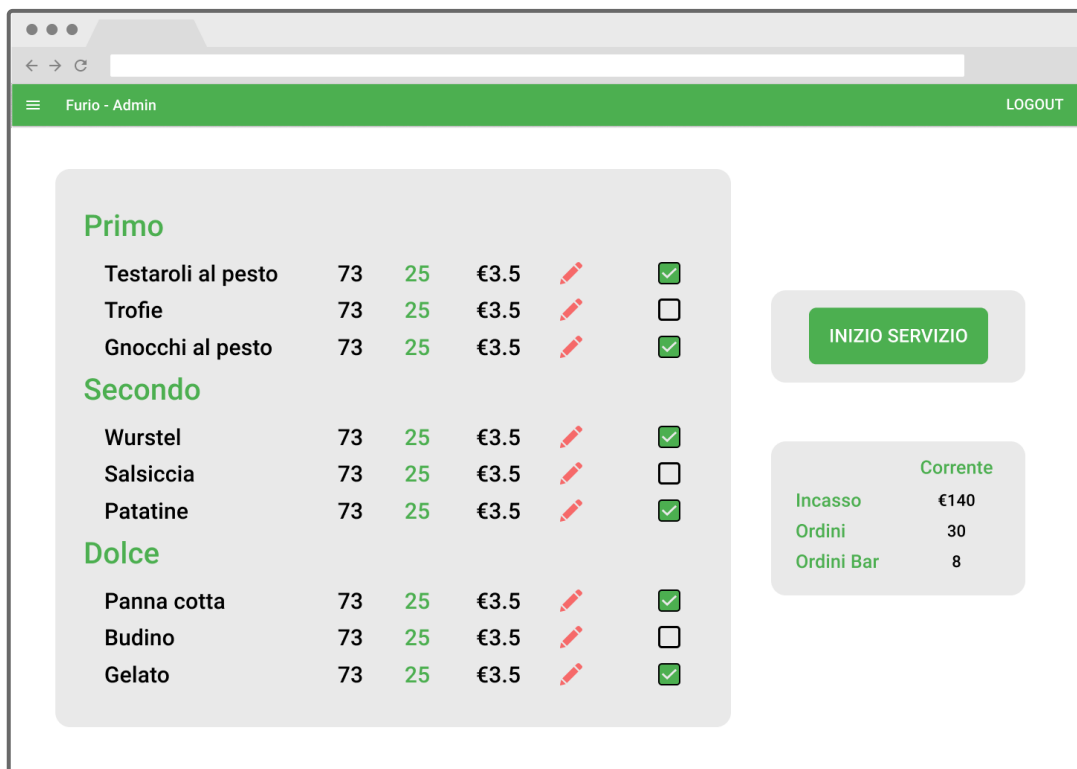 Furio - Admin LOGOUT
Primo
Testaroli al pesto 73 25 €3.5
Trofie 73 25 €3.5
Gnocchi al pesto 73 25 €3.5
Secondo
Wurstel 73 25 €3.5
Salsiccia 73 25 €3.5
Patatine 73 25 €3.5
Dolce
Panna cotta 73 25 €3.5
Budino 73 25 €3.5
Gelato 73 25 €3.5
INIZIO SERVIZIO
Corrente
Incasso €140
Ordini 30
Ordini Bar 8